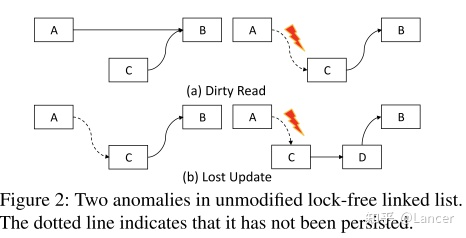 A B A B
C C
(a) Dirty Read
A B A B
C C D
(b) Lost Update
Figure 2: Two anomalies in unmodified lock-free linked list.
The dotted line indicates that it has not been persisted.
知乎 @Lancer